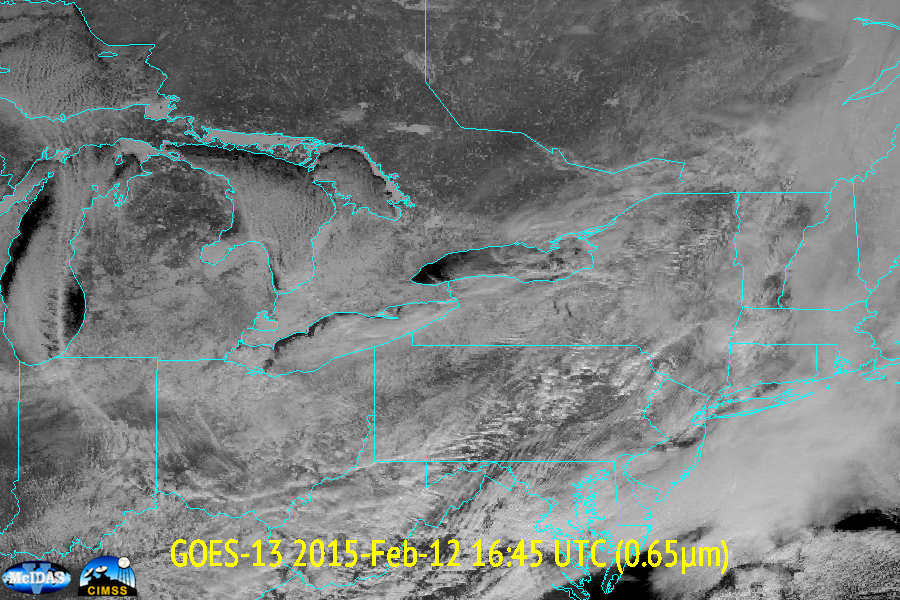 GOES-13 2015-Feb-12 16:45 UTC (0.65μm)
McIDAS
CIMSS